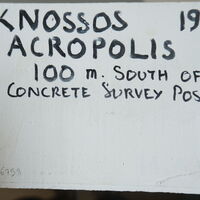 KNOSSOS 19
ACROPOLIS
100 m. SOUTH OF
CONCRETE SURVEY POS